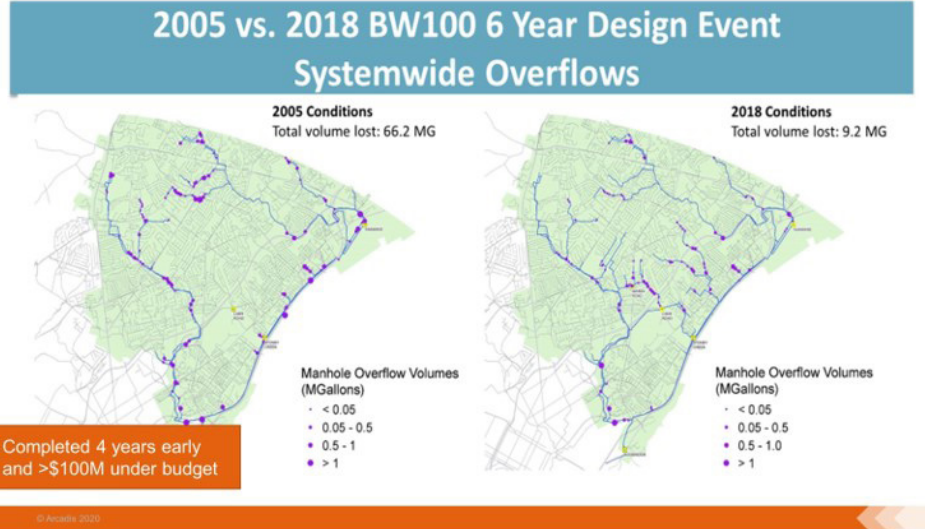 2005 vs. 2018 BW100 6 Year Design Event
Systemwide Overflows
2005 Conditions
Total volume lost: 66.2 MG
2018 Conditions
Total volume lost: 9.2 MG
Manhole Overflow Volumes
(MGallons)
< 0.05
0.05 - 0.5
0.5 - 1
> 1
Manhole Overflow Volumes
(MGallons)
< 0.05
0.05 - 0.5
0.5 - 1.0
> 1
Completed 4 years early
and >$100M under budget
© Arcadis 2020